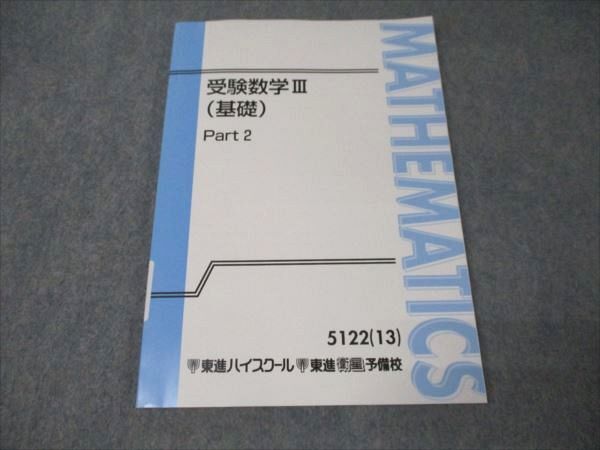 受験数学Ⅲ
(基礎)
Part 2
MATHEMATICS
5122(13)
東進ハイスクール 東進衛星予備校